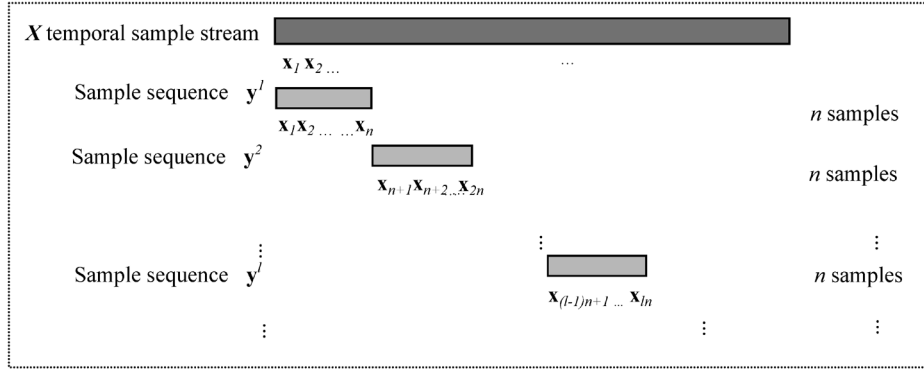 X temporal sample stream
x1 x2 ... ...
Sample sequence y1
n samples
x1x2 ... ... xn
Sample sequence y2
n samples
xn+1xn+2 ... x2n
⋮ ⋮ ⋮
Sample sequence yl
n samples
x(l-1)n+1 ... xln
⋮ ⋮ ⋮